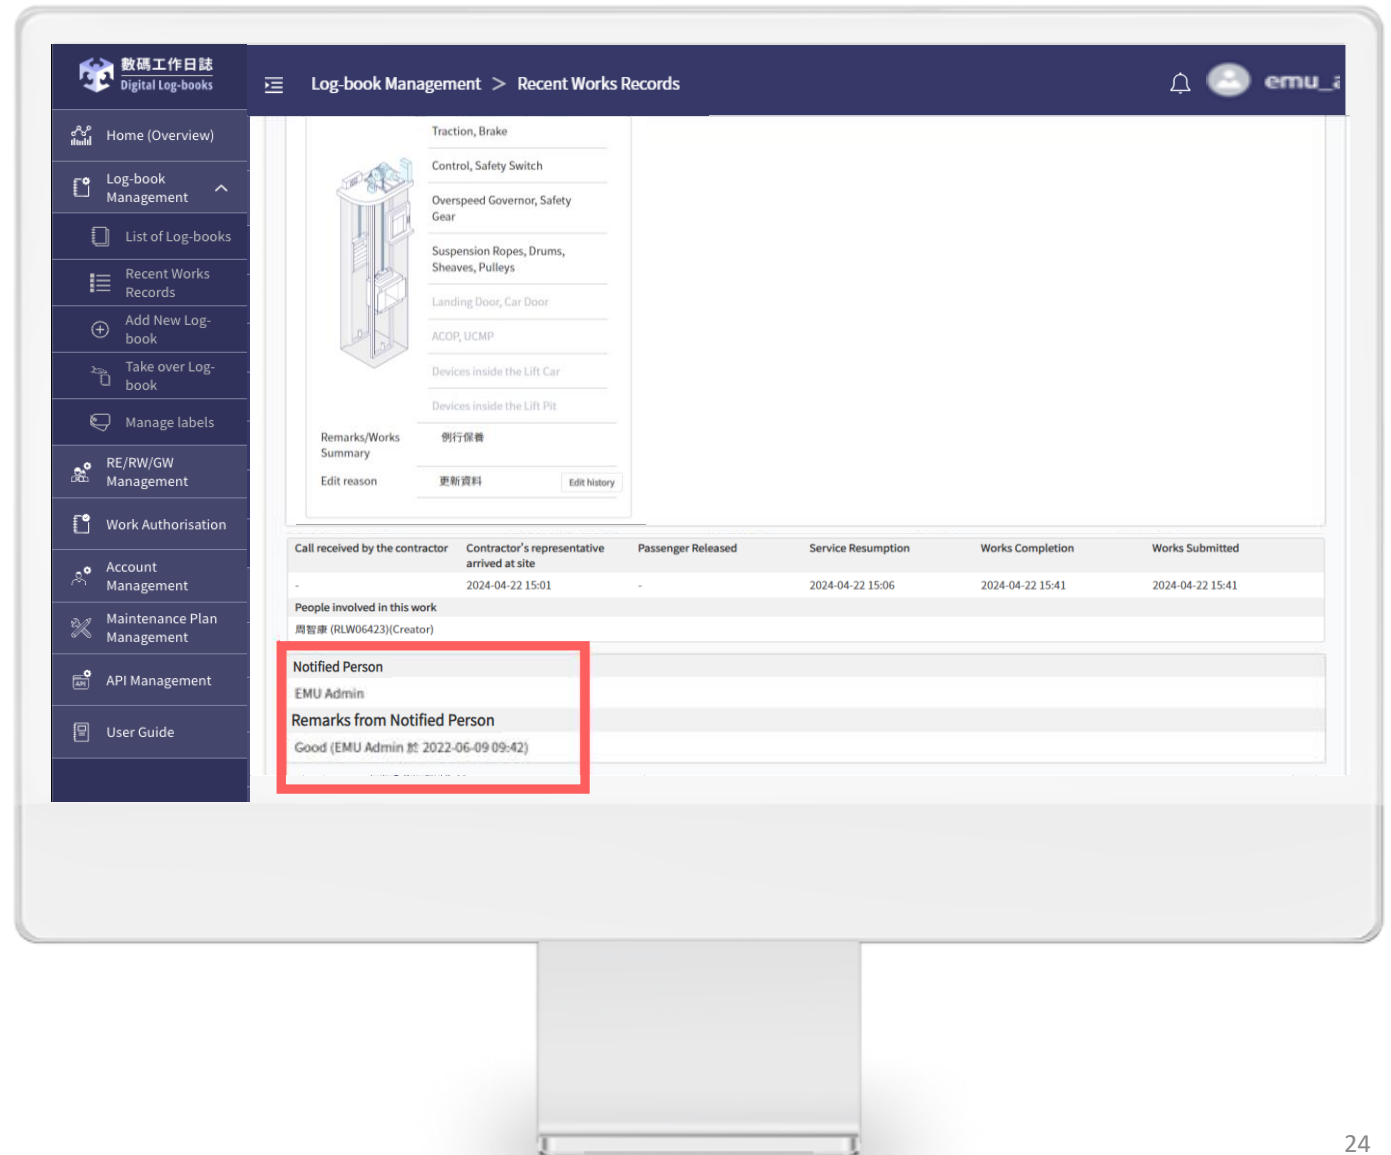 數碼工作日誌
Digital Log-books
Log-book Management > Recent Works Records
emu_a
Home (Overview)
Log-book
Management
List of Log-books
Recent Works
Records
Add New Log-
book
Take over Log-
book
Manage labels
RE/RW/GW
Management
Work Authorisation
Account
Management
Maintenance Plan
Management
API Management
User Guide
Traction, Brake
Control, Safety Switch
Overspeed Governor, Safety
Gear
Suspension Ropes, Drums,
Sheaves, Pulleys
Landing Door, Car Door
ACOP, UCMP
Devices inside the Lift Car
Devices inside the Lift Pit
Remarks/Works
Summary
例行保養
Edit reason 更新資料 Edit history
Call received by the contractor
Contractor's representative
arrived at site
Passenger Released
Service Resumption
Works Completion
Works Submitted
- 2024-04-22 15:01 - 2024-04-22 15:06 2024-04-22 15:41 2024-04-22 15:41
People involved in this work
周智康 (RLW06423)(Creator)
Notified Person
EMU Admin
Remarks from Notified Person
Good (EMU Admin 於 2022-06-09 09:42)
24